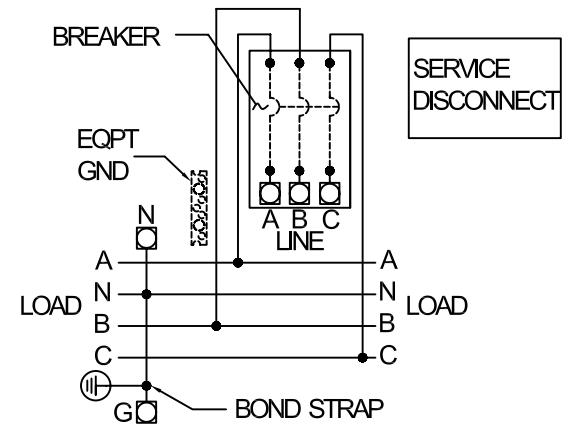 BREAKER
SERVICE
DISCONNECT
EQPT
GND
A B C
LINE
N
A A
N N
LOAD LOAD
B B
C C
G
BOND STRAP